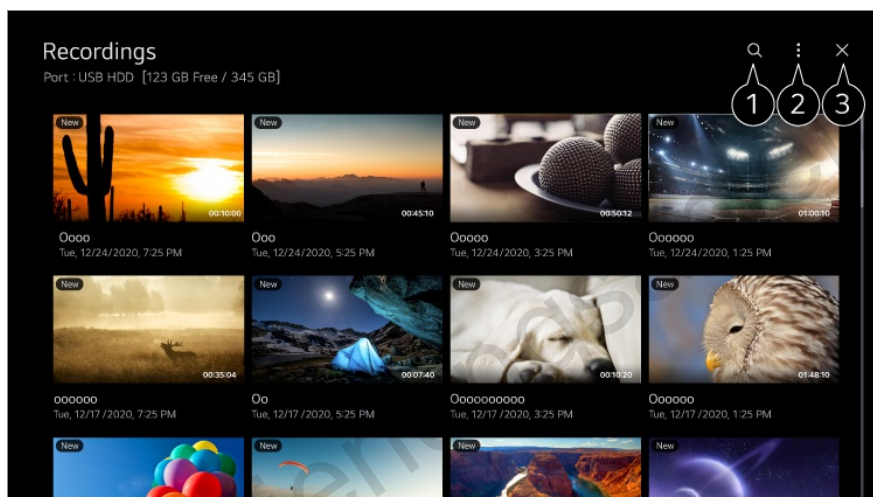 Recordings
Port : USB HDD [123 GB Free / 345 GB]
1 2 3
New New New New
00:10:00 00:45:10 00:50:12 01:00:10
Oooo Ooo Ooooo Oooooo
Tue, 12/24/2020, 7:25 PM Tue, 12/24/2020, 5:25 PM Tue, 12/24/2020, 3:25 PM Tue, 12/24/2020, 1:25 PM
New New New New
00:35:04 00:07:40 00:10:20 01:48:10
oooooo Oo Oooooooooo Oooooo
Tue, 12/17 /2020, 7:25 PM Tue, 12/17 /2020, 5:25 PM Tue, 12/17 /2020, 3:25 PM Tue, 12/17 /2020, 1:25 PM
New New New New